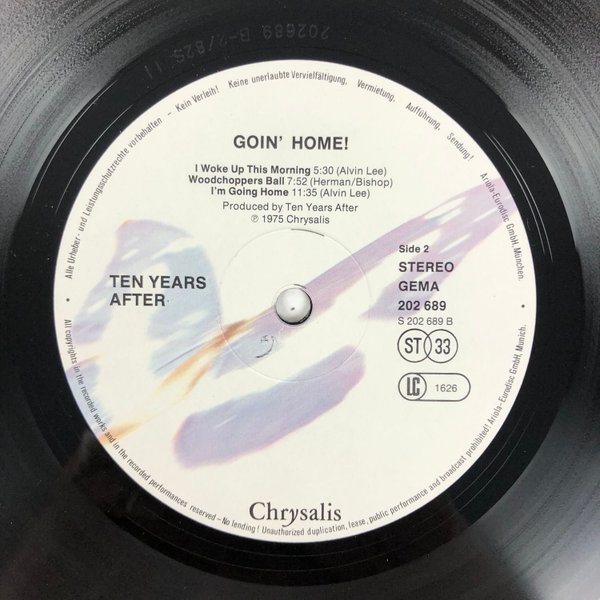 202689 B-2/82S 11
Alle Urheber- und Leistungsschutzrechte vorbehalten – Kein Verleih! Keine unerlaubte Vervielfältigung, Vermietung, Aufführung, Sendung! Ariola-Eurodisc GmbH, München.
GOIN' HOME!
I Woke Up This Morning 5:30 (Alvin Lee)
Woodchoppers Ball 7:52 (Herman/Bishop)
I'm Going Home 11:35 (Alvin Lee)
Produced by Ten Years After
℗ 1975 Chrysalis
TEN YEARS
AFTER
Side 2
STEREO
GEMA
202 689
S 202 689 B
ST 33
LC 1626
Chrysalis
All copyrights in the recorded works and in the recorded performances reserved – No lending! Unauthorized duplication, lease, public performance and broadcast prohibited! Ariola-Eurodisc GmbH, Munich.